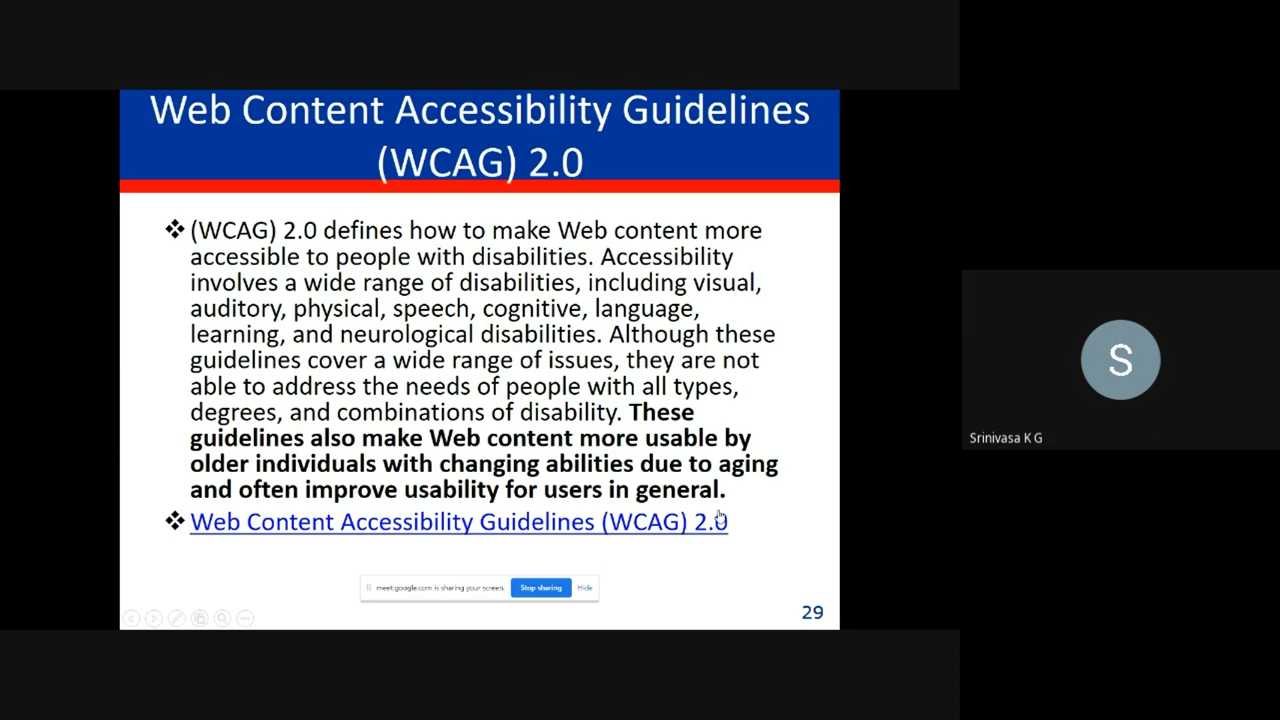 Web Content Accessibility Guidelines
(WCAG) 2.0
❖ (WCAG) 2.0 defines how to make Web content more
accessible to people with disabilities. Accessibility
involves a wide range of disabilities, including visual,
auditory, physical, speech, cognitive, language,
learning, and neurological disabilities. Although these
guidelines cover a wide range of issues, they are not
able to address the needs of people with all types,
degrees, and combinations of disability. These
guidelines also make Web content more usable by
older individuals with changing abilities due to aging
and often improve usability for users in general.
❖ Web Content Accessibility Guidelines (WCAG) 2.0
meet.google.com is sharing your screen. Stop sharing Hide
29
S
Srinivasa K G